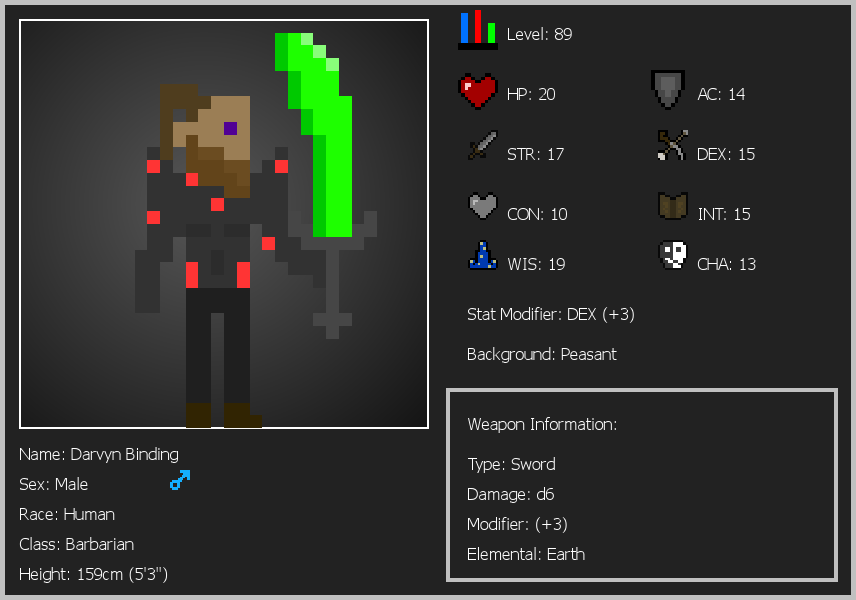 Level: 89
HP: 20
AC: 14
STR: 17
DEX: 15
CON: 10
INT: 15
WIS: 19
CHA: 13
Stat Modifier: DEX (+3)
Background: Peasant
Weapon Information:
Type: Sword
Damage: d6
Modifier: (+3)
Elemental: Earth
Name: Darvyn Binding
Sex: Male
Race: Human
Class: Barbarian
Height: 159cm (5'3")